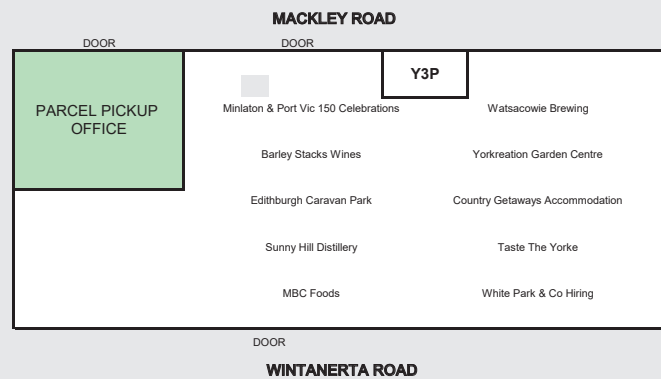 MACKLEY ROAD
DOOR
DOOR
Y3P
PARCEL PICKUP
OFFICE
Minlaton & Port Vic 150 Celebrations
Watsacowie Brewing
Barley Stacks Wines
Yorkreation Garden Centre
Edithburgh Caravan Park
Country Getaways Accommodation
Sunny Hill Distillery
Taste The Yorke
MBC Foods
White Park & Co Hiring
DOOR
WINTANERTA ROAD